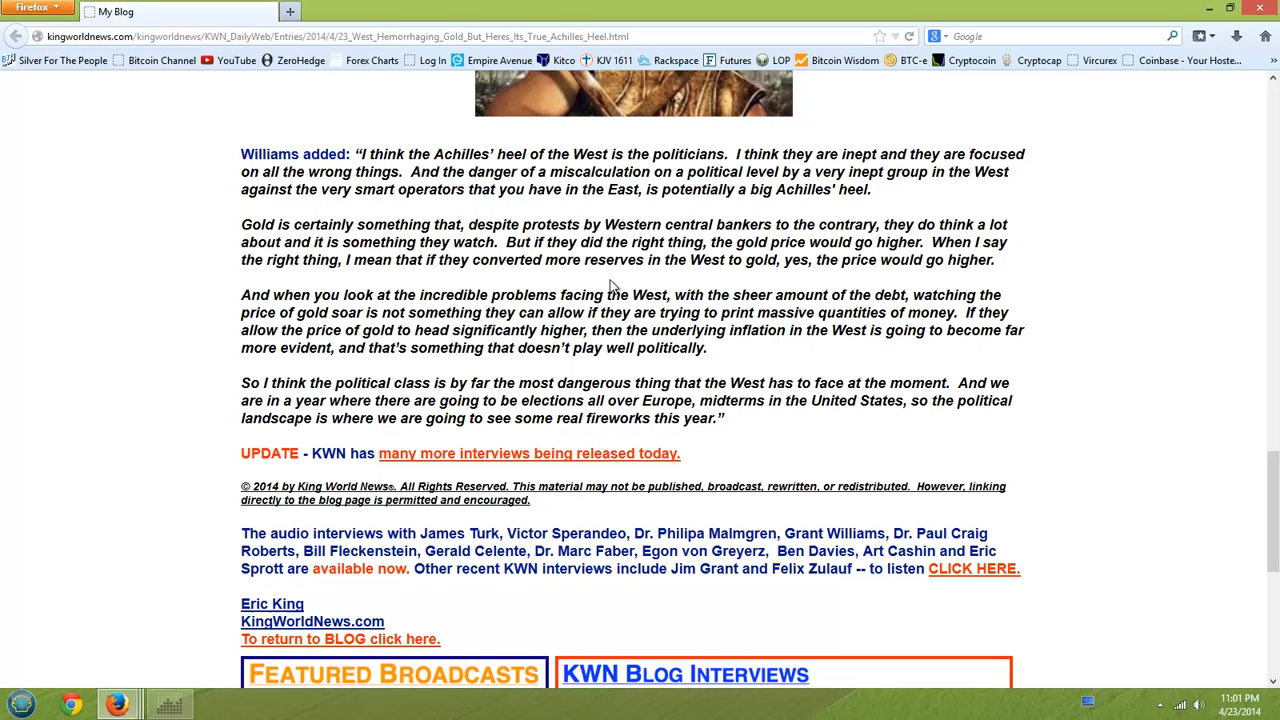 Firefox
My Blog
kingworldnews.com/kingworldnews/KWN_DailyWeb/Entries/2014/4/23_West_Hemorrhaging_Gold_But_Heres_Its_True_Achilles_Heel.html
Google
Silver For The People Bitcoin Channel YouTube ZeroHedge Forex Charts Log In Empire Avenue Kitco KJV 1611 Rackspace Futures LOP Bitcoin Wisdom BTC-e Cryptocoin Cryptocap Vircurex Coinbase - Your Hoste... »
Williams added: “I think the Achilles’ heel of the West is the politicians. I think they are inept and they are focused
on all the wrong things. And the danger of a miscalculation on a political level by a very inept group in the West
against the very smart operators that you have in the East, is potentially a big Achilles' heel.
Gold is certainly something that, despite protests by Western central bankers to the contrary, they do think a lot
about and it is something they watch. But if they did the right thing, the gold price would go higher. When I say
the right thing, I mean that if they converted more reserves in the West to gold, yes, the price would go higher.
And when you look at the incredible problems facing the West, with the sheer amount of the debt, watching the
price of gold soar is not something they can allow if they are trying to print massive quantities of money. If they
allow the price of gold to head significantly higher, then the underlying inflation in the West is going to become far
more evident, and that’s something that doesn’t play well politically.
So I think the political class is by far the most dangerous thing that the West has to face at the moment. And we
are in a year where there are going to be elections all over Europe, midterms in the United States, so the political
landscape is where we are going to see some real fireworks this year.”
UPDATE - KWN has many more interviews being released today.
© 2014 by King World News®. All Rights Reserved. This material may not be published, broadcast, rewritten, or redistributed. However, linking
directly to the blog page is permitted and encouraged.
The audio interviews with James Turk, Victor Sperandeo, Dr. Philipa Malmgren, Grant Williams, Dr. Paul Craig
Roberts, Bill Fleckenstein, Gerald Celente, Dr. Marc Faber, Egon von Greyerz, Ben Davies, Art Cashin and Eric
Sprott are available now. Other recent KWN interviews include Jim Grant and Felix Zulauf -- to listen CLICK HERE.
Eric King
KingWorldNews.com
To return to BLOG click here.
FEATURED BROADCASTS KWN BLOG INTERVIEWS
11:01 PM
4/23/2014